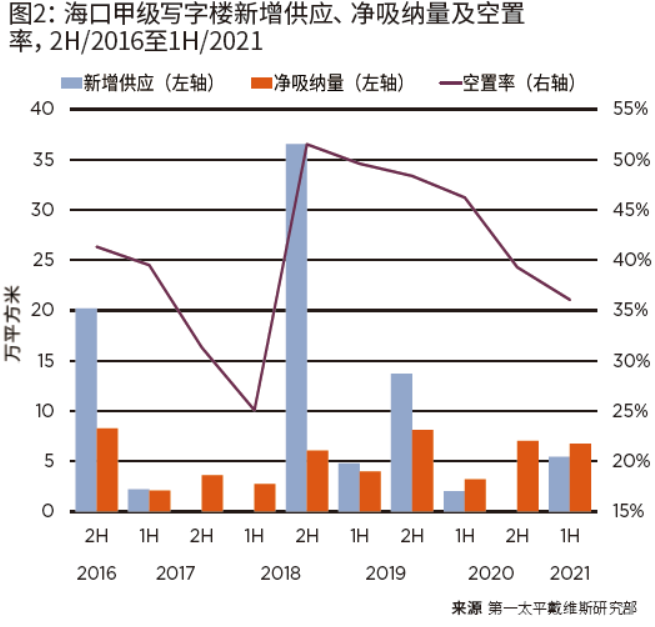 图2：海口甲级写字楼新增供应、净吸纳量及空置
率，2H/2016至1H/2021
新增供应（左轴） 净吸纳量（左轴） 空置率（右轴）
40 55%
35 50%
30 45%
25 40%
20 35%
15 30%
10 25%
5 20%
0 15%
万平方米
2H 1H 2H 1H 2H 1H 2H 1H 2H 1H
2016 2017 2018 2019 2020 2021
来源 第一太平戴维斯研究部